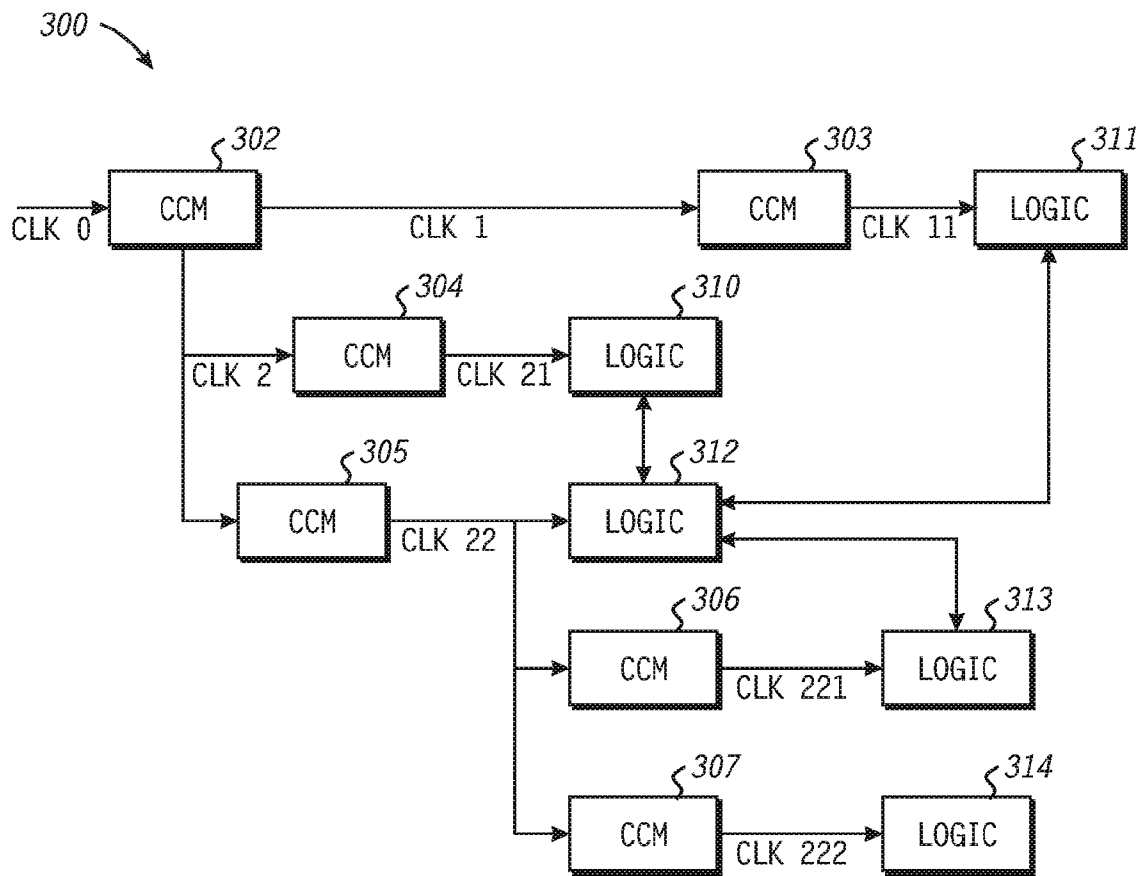 300
302
303
311
CCM
CCM
LOGIC
CLK 0
CLK 1
CLK 11
304
310
CCM
LOGIC
CLK 2
CLK 21
305
312
CCM
LOGIC
CLK 22
306
313
CCM
LOGIC
CLK 221
307
314
CCM
LOGIC
CLK 222